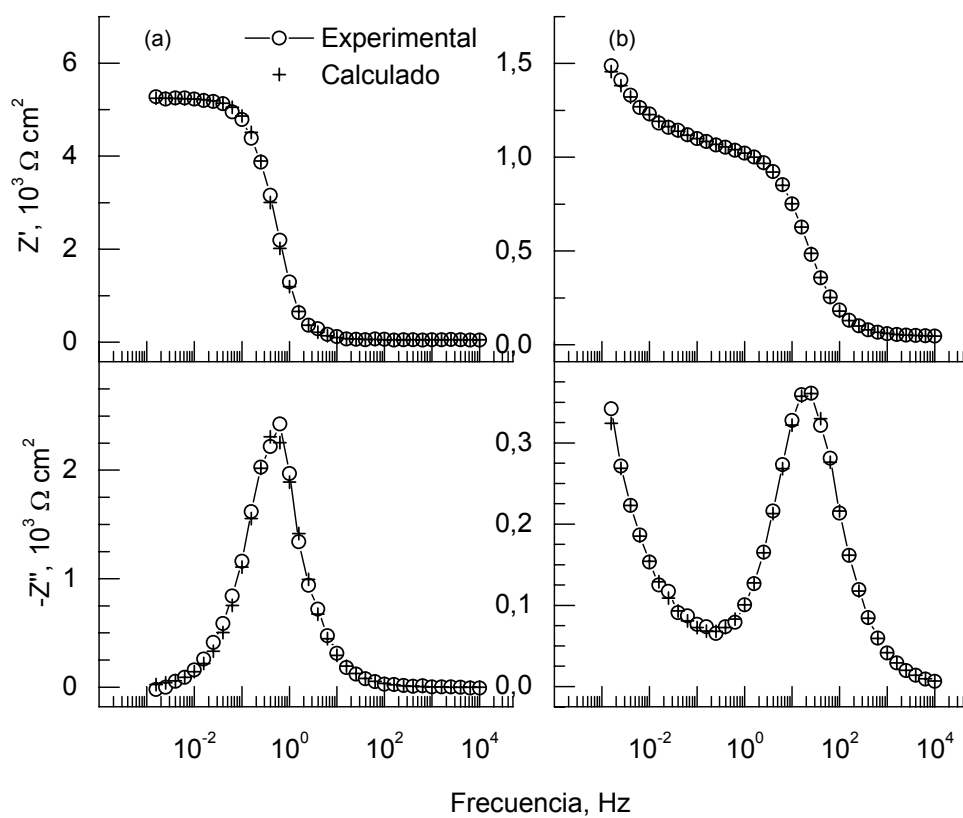 (a)
Experimental
Calculado
Z', 10³ Ω cm²
6
4
2
0
(b)
1,5
1,0
0,5
0,0
-Z'', 10³ Ω cm²
2
1
0
0,3
0,2
0,1
0,0
10⁻² 10⁰ 10² 10⁴
10⁻² 10⁰ 10² 10⁴
Frecuencia, Hz